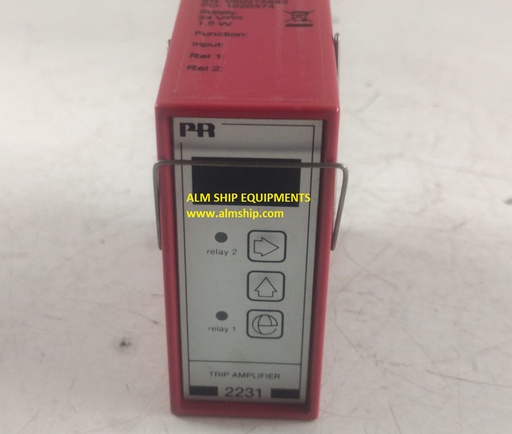 Supply:
24 VDC
1.5 W
Function:
Input:
Rel 1:
Rel 2:
PR
ALM SHIP EQUIPMENTS
www.almship.com
relay 2
relay 1
TRIP AMPLIFIER
2231